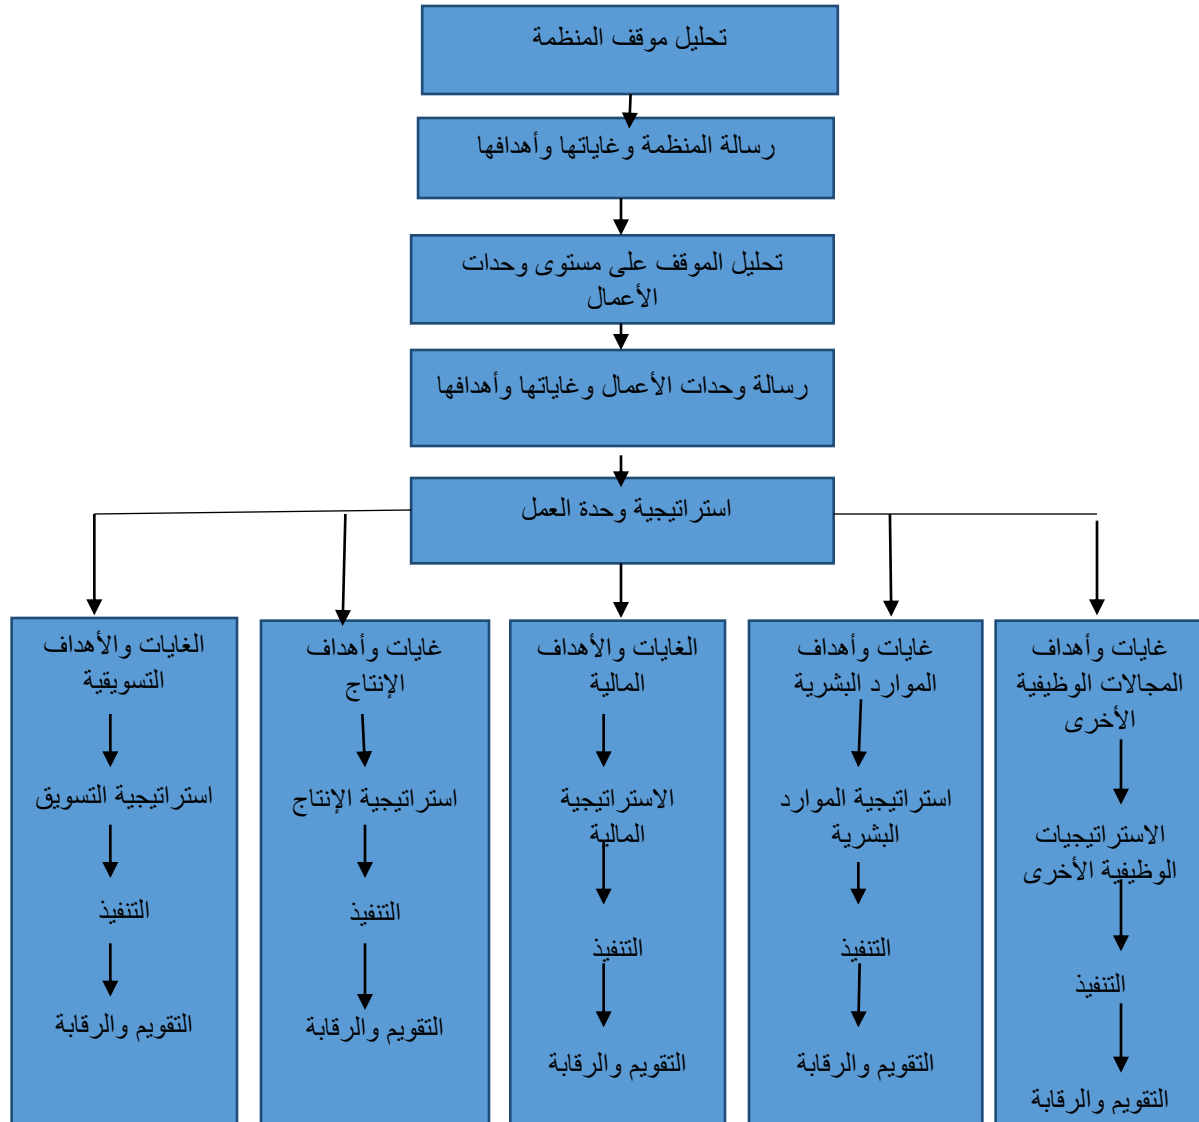 تحليل موقف المنظمة
رسالة المنظمة وغاياتها وأهدافها
تحليل الموقف على مستوى وحدات
الأعمال
رسالة وحدات الأعمال وغاياتها وأهدافها
استراتيجية وحدة العمل
غايات وأهداف
المجالات الوظيفية
الأخرى
الاستراتيجيات
الوظيفية الأخرى
التنفيذ
التقويم والرقابة
غايات وأهداف
الموارد البشرية
استراتيجية الموارد
البشرية
التنفيذ
التقويم والرقابة
الغايات والأهداف
المالية
الاستراتيجية
المالية
التنفيذ
التقويم والرقابة
غايات وأهداف
الإنتاج
استراتيجية الإنتاج
التنفيذ
التقويم والرقابة
الغايات والأهداف
التسويقية
استراتيجية التسويق
التنفيذ
التقويم والرقابة